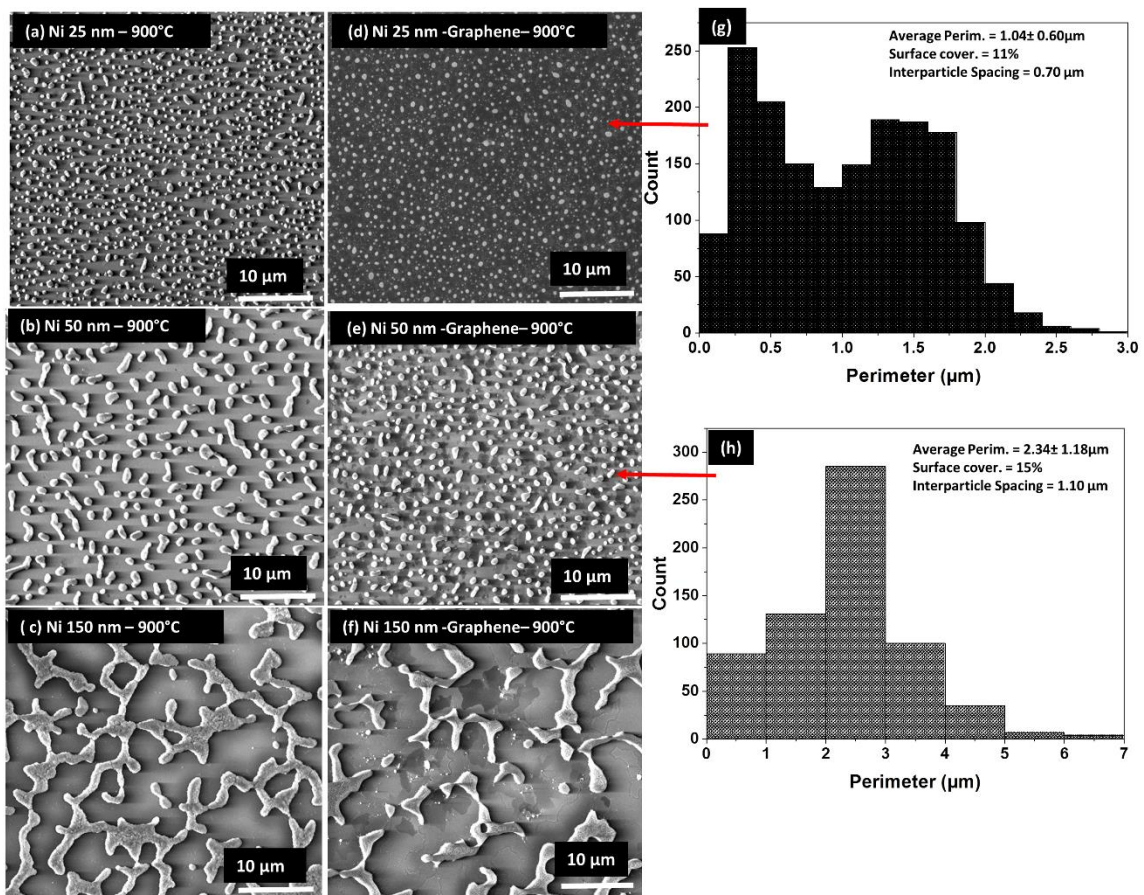 (a) Ni 25 nm – 900°C
10 µm
(b) Ni 50 nm – 900°C
10 µm
( c) Ni 150 nm – 900°C
10 µm
(d) Ni 25 nm -Graphene– 900°C
10 µm
(e) Ni 50 nm -Graphene– 900°C
10 µm
(f) Ni 150 nm -Graphene– 900°C
10 µm
(g)
Average Perim. = 1.04± 0.60µm
Surface cover. = 11%
Interparticle Spacing = 0.70 µm
250
200
150
100
50
0
Count
0.0 0.5 1.0 1.5 2.0 2.5 3.0
Perimeter (µm)
(h)
Average Perim. = 2.34± 1.18µm
Surface cover. = 15%
Interparticle Spacing = 1.10 µm
300
250
200
150
100
50
0
Count
0 1 2 3 4 5 6 7
Perimeter (µm)